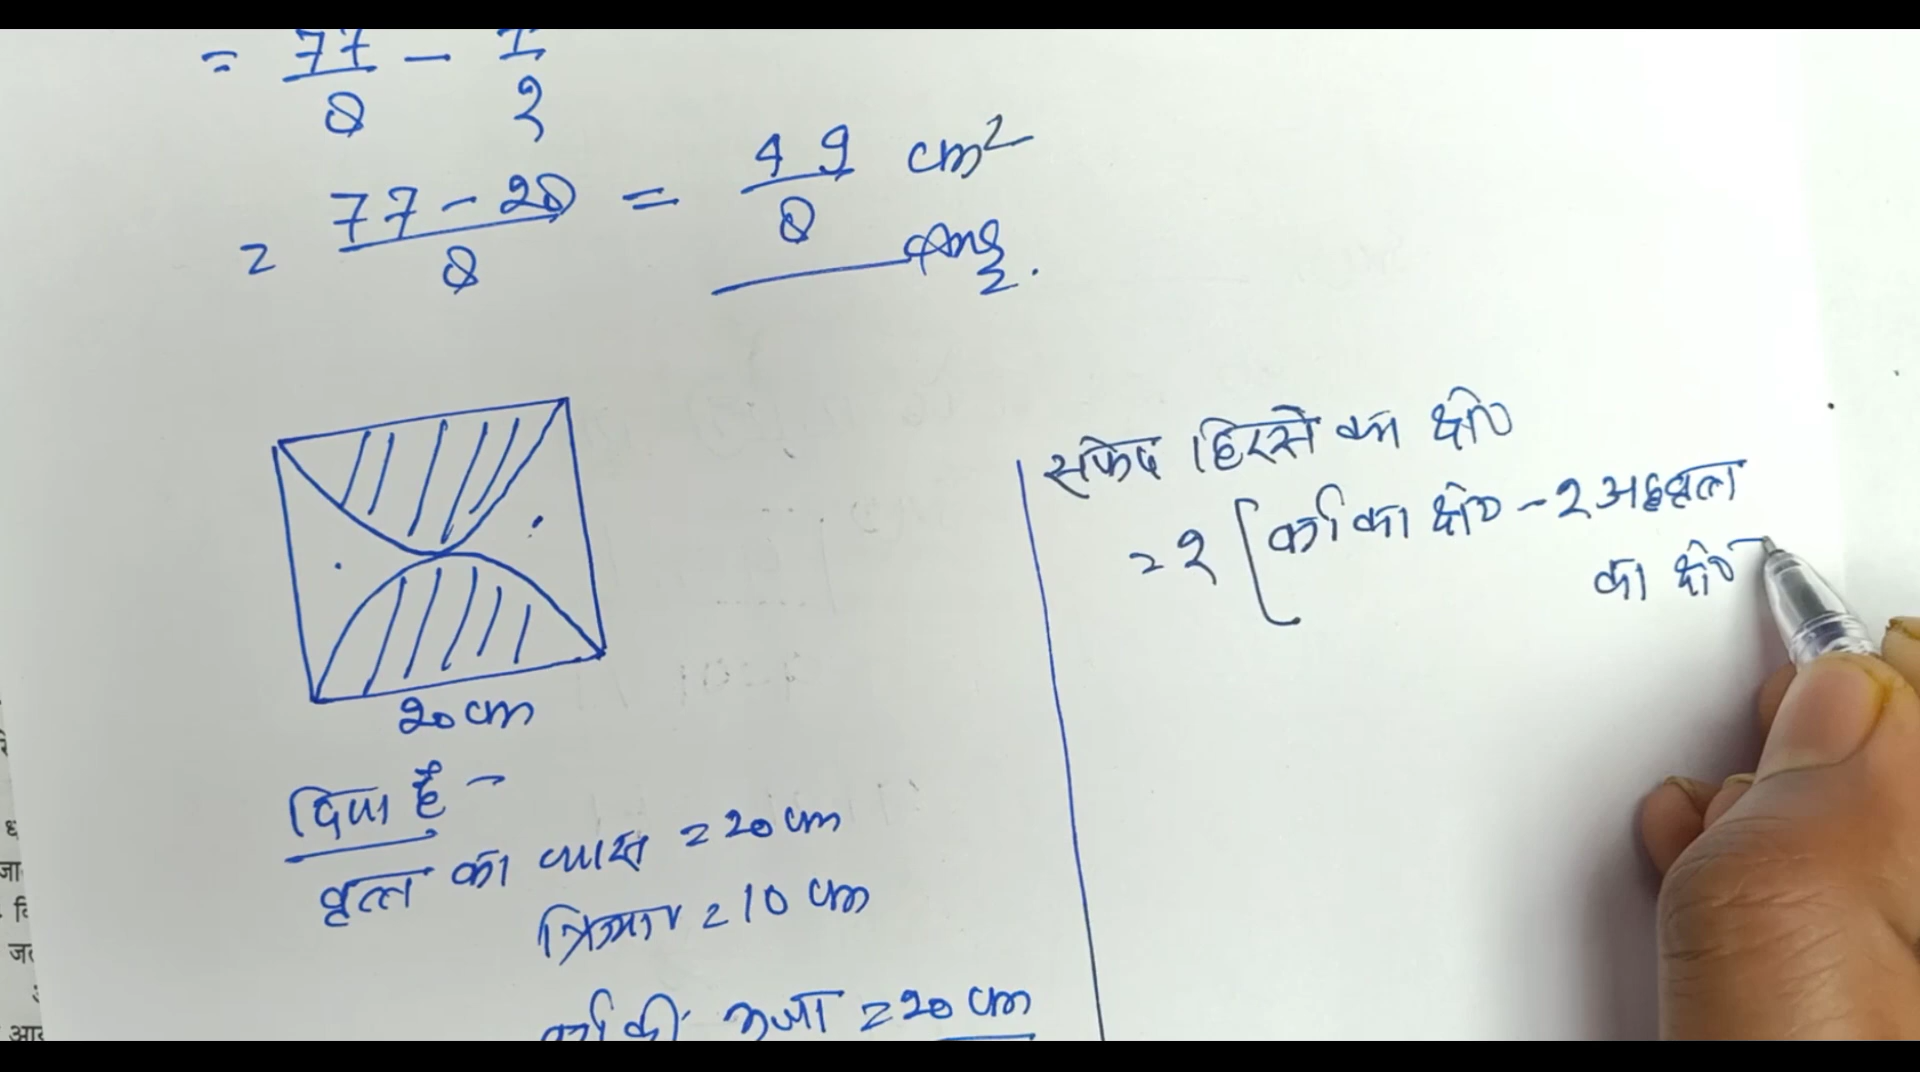 = 77/8 - 7/2
= 77-28/8 = 49/8 cm²
Ans.
20 cm
दिया है -
वृत्त का व्यास = 20 cm
त्रिज्या = 10 cm
वर्ग की भुजा = 20 cm
सफेद हिस्से का क्षे०
= 2 [ वर्ग का क्षे० - 2 अर्द्धवृत्त
का क्षे०
जा
जल